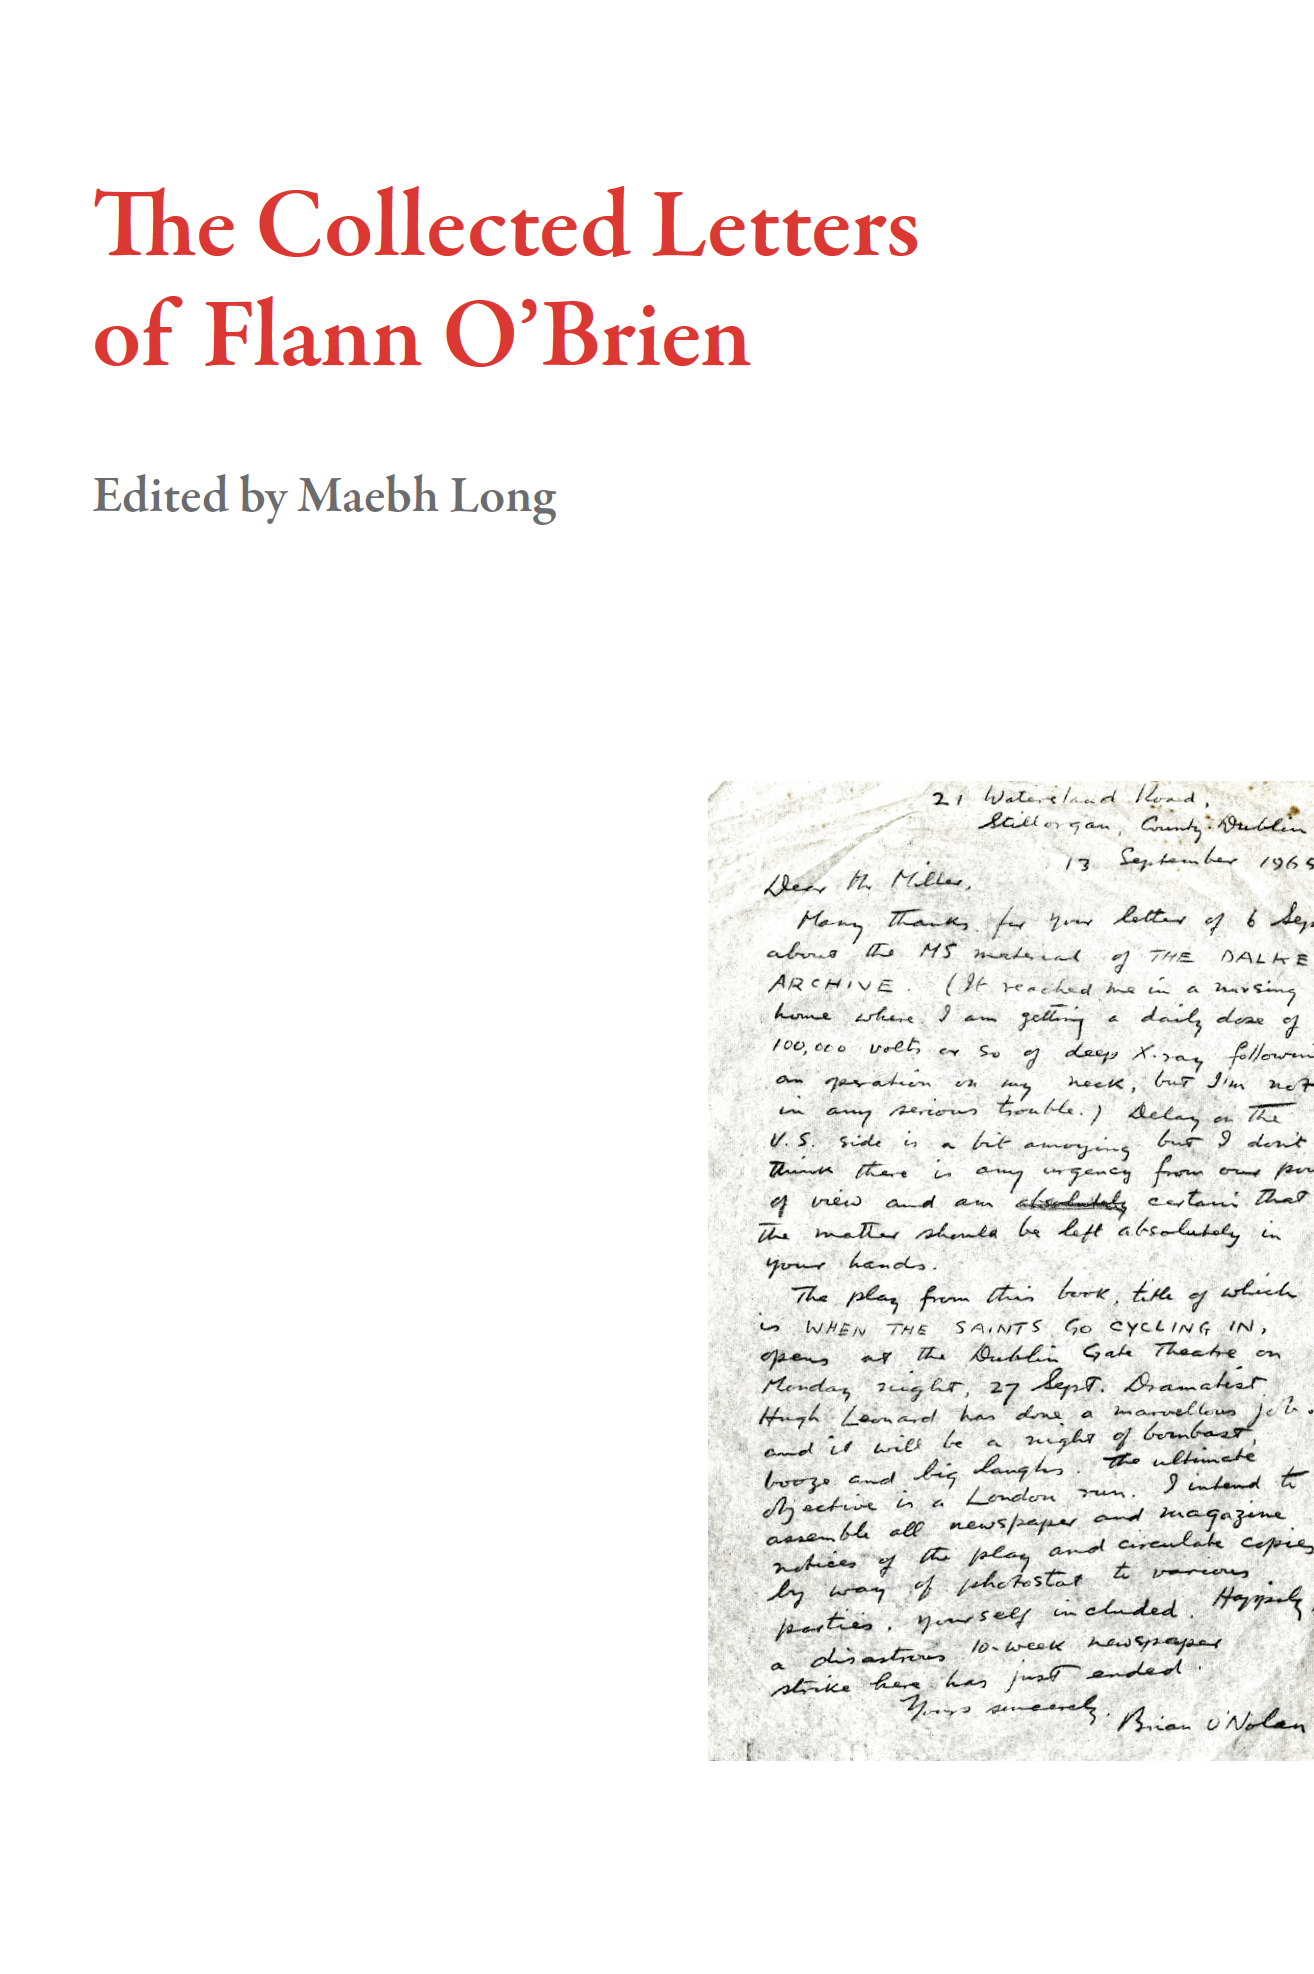 The Collected Letters
of Flann O’Brien
Edited by Maebh Long
21 Watersland Road,
Stillorgan, County Dublin
13 September 196
Dear Mr Miller,
Many thanks for your letter of 6 Sep
about the MS material of THE DALKE
ARCHIVE. (It reached me in a nursing
home where I am getting a daily dose of
100,000 volts or so of deep X-ray followin
an operation on my neck, but I'm not
in any serious trouble.) Delay on the
U.S. side is a bit annoying but I don't
think there is any urgency from our poi
of view and am absolutely certain that
the matter should be left absolutely in
your hands.
The play from this book, title of which
is WHEN THE SAINTS GO CYCLING IN,
opens at the Dublin Gate Theatre on
Monday night, 27 Sept. Dramatist
Hugh Leonard has done a marvellous job.
and it will be a night of bombast,
booze and big laughs. The ultimate
objective is a London run. I intend to
assemble all newspaper and magazine
notices of the play and circulate copies
by way of photostat to various
parties, yourself included. Happily,
a disastrous 10-week newspaper
strike here has just ended.
Yours sincerely,
Brian O'Nolan